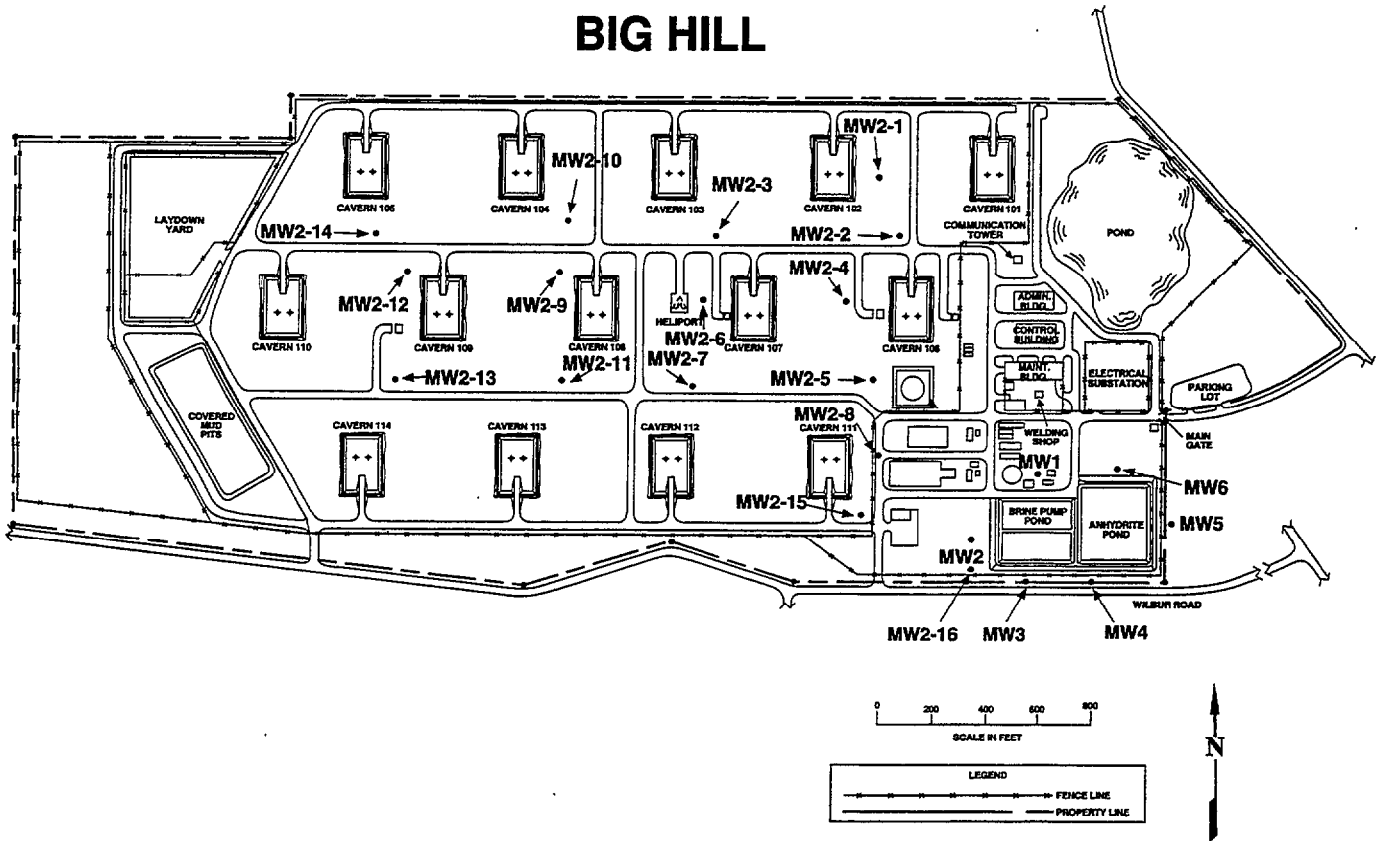 BIG HILL
MW2-1
MW2-10
MW2-3
LAYDOWN
YARD
CAVERN 105
CAVERN 104
CAVERN 103
CAVERN 102
CAVERN 101
MW2-14
MW2-2
COMMUNICATION
TOWER
POND
MW2-4
MW2-12
MW2-9
ADMIN.
BLDG.
HELIPORT
MW2-6
CONTROL
BUILDING
CAVERN 110
CAVERN 109
CAVERN 108
CAVERN 107
CAVERN 106
MW2-7
MW2-11
MW2-13
MW2-5
MAINT.
BLDG.
ELECTRICAL
SUBSTATION
PARKING
LOT
COVERED
MUD
PITS
MW2-8
CAVERN 114
CAVERN 113
CAVERN 112
CAVERN 111
WELDING
SHOP
MAIN
GATE
MW1
MW6
MW2-15
BRINE PUMP
POND
ANHYDRITE
POND
MW5
MW2
WILBUR ROAD
MW2-16
MW3
MW4
0 200 400 600 800
SCALE IN FEET
N
LEGEND
FENCE LINE
PROPERTY LINE